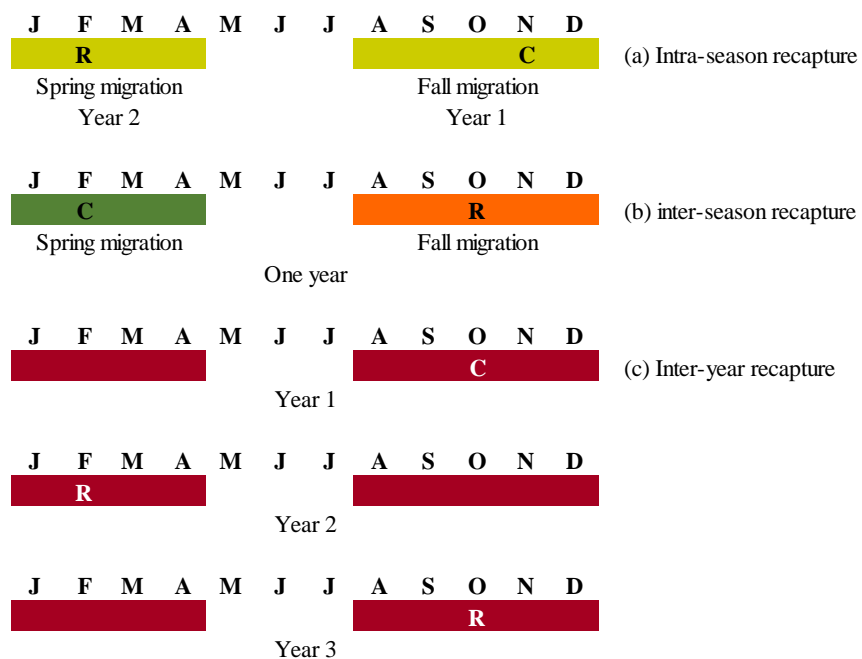 J F M A M J J A S O N D
R C (a) Intra-season recapture
Spring migration Fall migration
Year 2 Year 1
J F M A M J J A S O N D
C R (b) inter-season recapture
Spring migration Fall migration
One year
J F M A M J J A S O N D
C (c) Inter-year recapture
Year 1
J F M A M J J A S O N D
R
Year 2
J F M A M J J A S O N D
R
Year 3